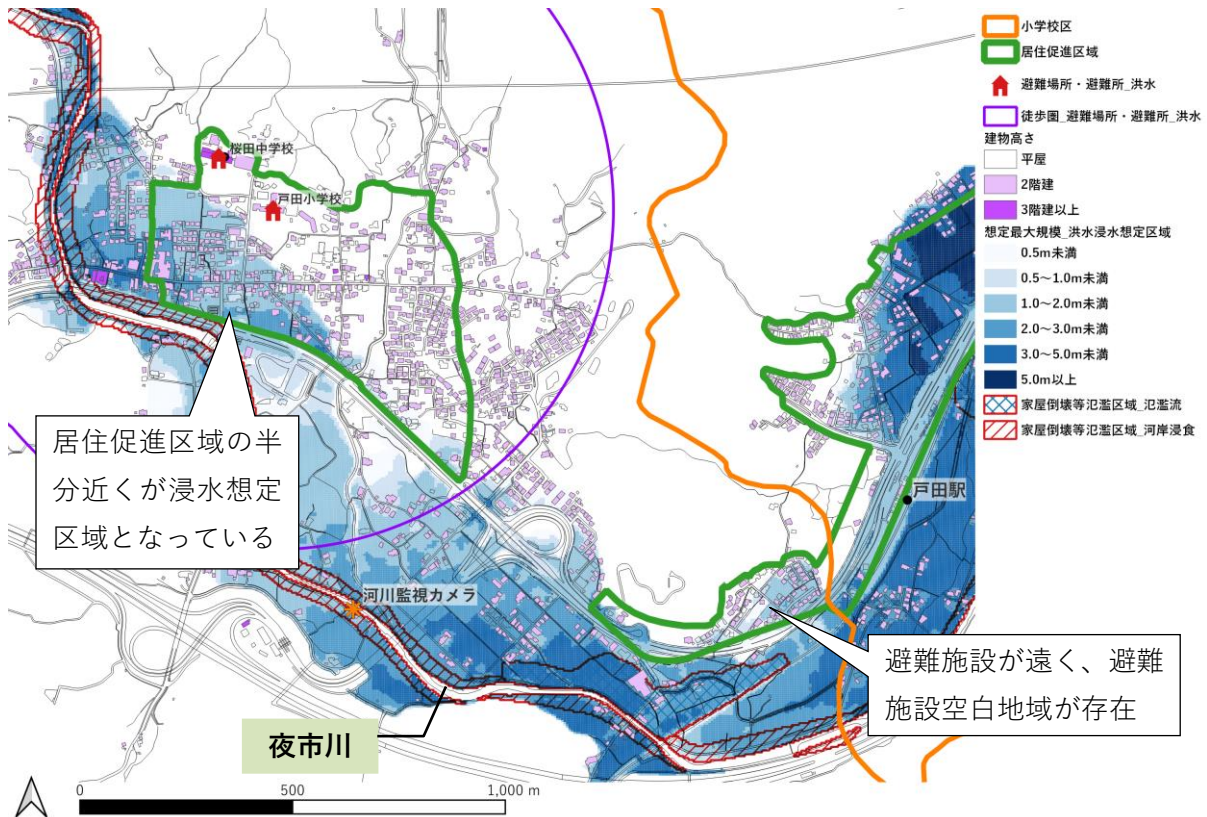 小学校区
居住促進区域
避難場所・避難所_洪水
徒歩圏_避難場所・避難所_洪水
建物高さ
平屋
2階建
3階建以上
想定最大規模_洪水浸水想定区域
0.5m未満
0.5～1.0m未満
1.0～2.0m未満
2.0～3.0m未満
3.0～5.0m未満
5.0m以上
家屋倒壊等氾濫区域_氾濫流
家屋倒壊等氾濫区域_河岸浸食
桜田中学校
戸田小学校
居住促進区域の半
分近くが浸水想定
区域となっている
戸田駅
河川監視カメラ
避難施設が遠く、避難
施設空白地域が存在
夜市川
0
500
1,000 m